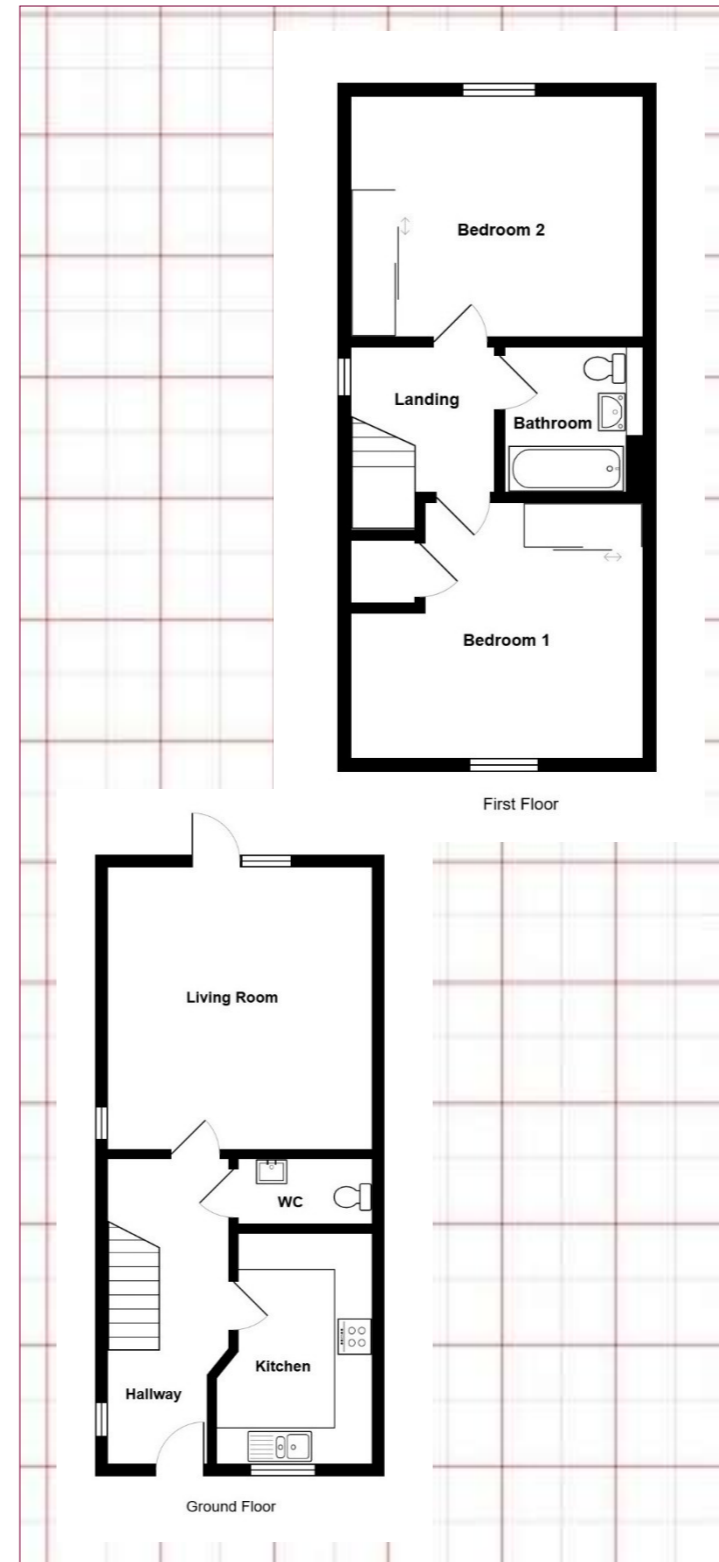 Bedroom 2
Landing
Bathroom
Bedroom 1
First Floor
Living Room
WC
Kitchen
Hallway
Ground Floor